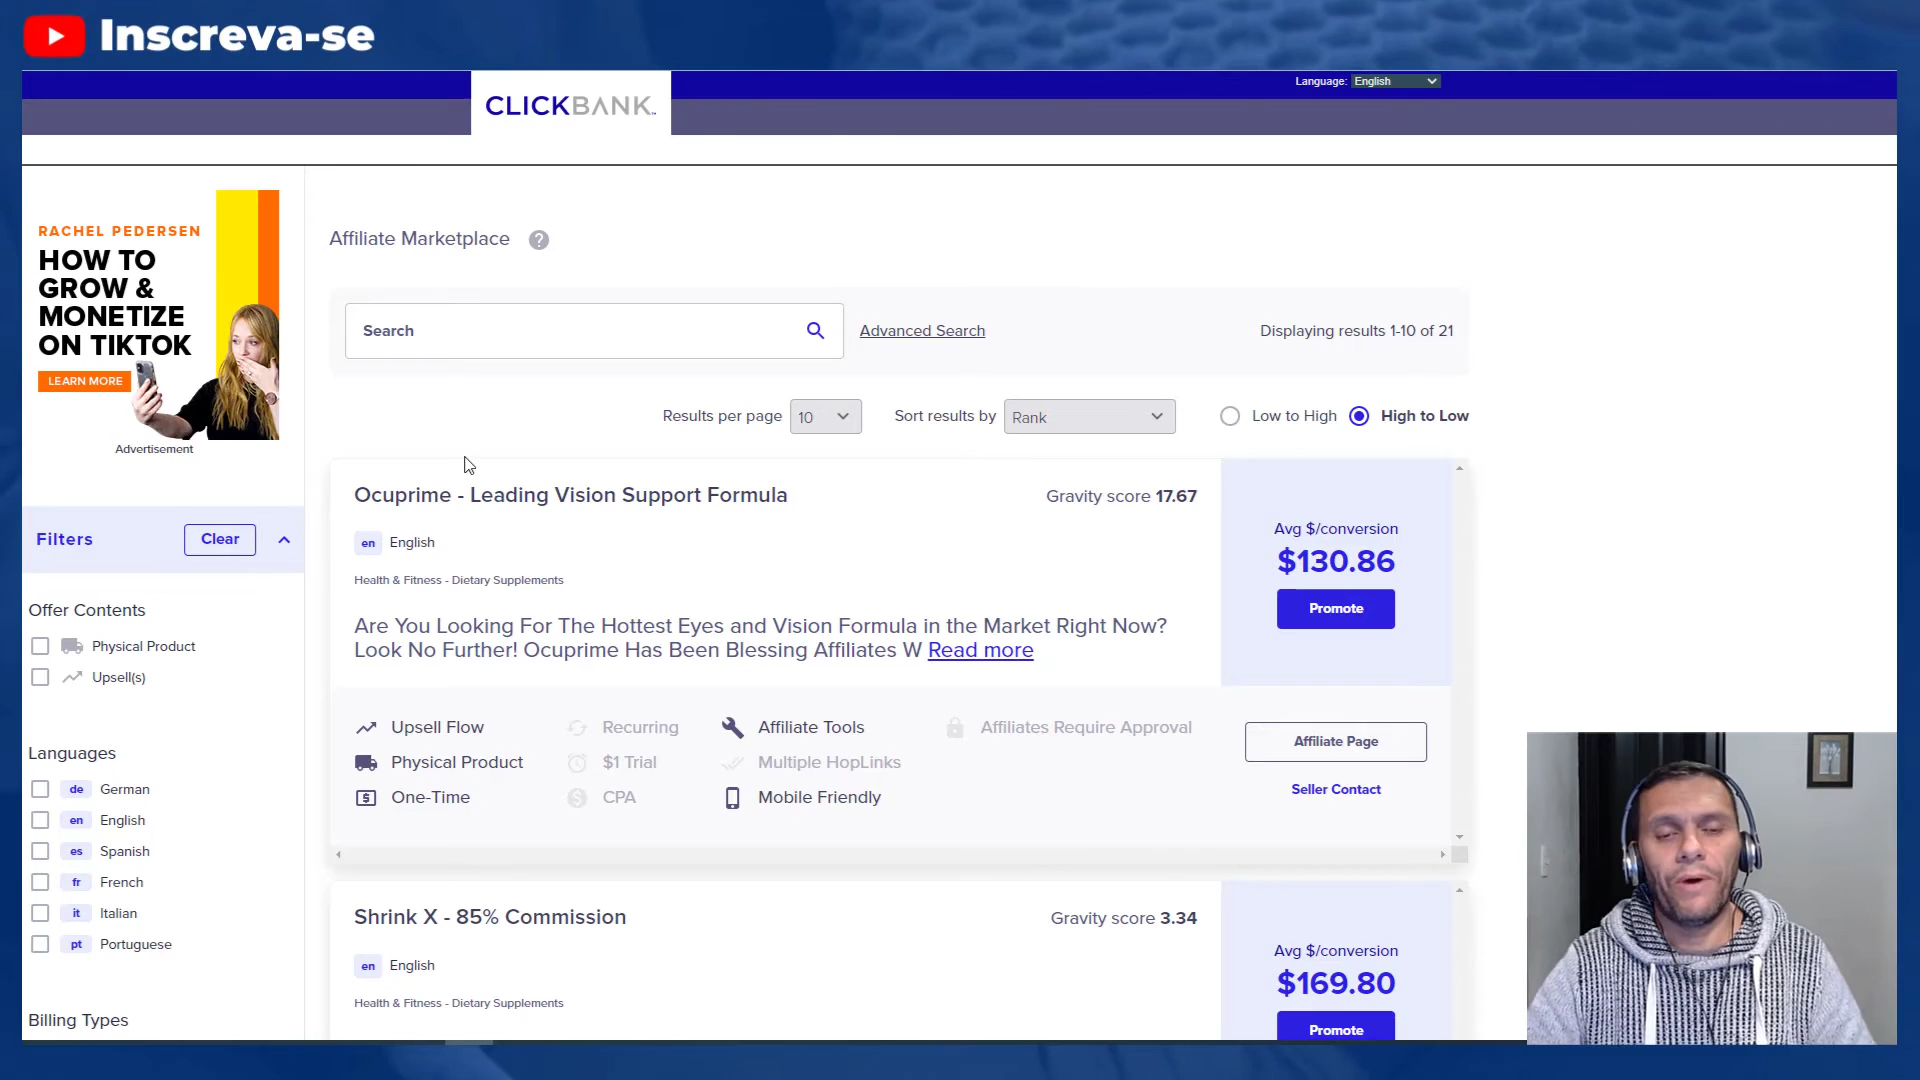 Inscreva-se
Language: English
CLICKBANK
RACHEL PEDERSEN
HOW TO
GROW &
MONETIZE
ON TIKTOK
LEARN MORE
Advertisement
Affiliate Marketplace ?
Search
Advanced Search
Displaying results 1-10 of 21
Results per page 10
Sort results by Rank
Low to High
High to Low
Filters
Clear
Offer Contents
Physical Product
Upsell(s)
Languages
de German
en English
es Spanish
fr French
it Italian
pt Portuguese
Billing Types
Ocuprime - Leading Vision Support Formula
Gravity score 17.67
en English
Health & Fitness - Dietary Supplements
Are You Looking For The Hottest Eyes and Vision Formula in the Market Right Now?
Look No Further! Ocuprime Has Been Blessing Affiliates W Read more
Avg $/conversion
$130.86
Promote
Upsell Flow
Recurring
Affiliate Tools
Affiliates Require Approval
Physical Product
$1 Trial
Multiple HopLinks
One-Time
CPA
Mobile Friendly
Affiliate Page
Seller Contact
Shrink X - 85% Commission
Gravity score 3.34
en English
Health & Fitness - Dietary Supplements
Avg $/conversion
$169.80
Promote